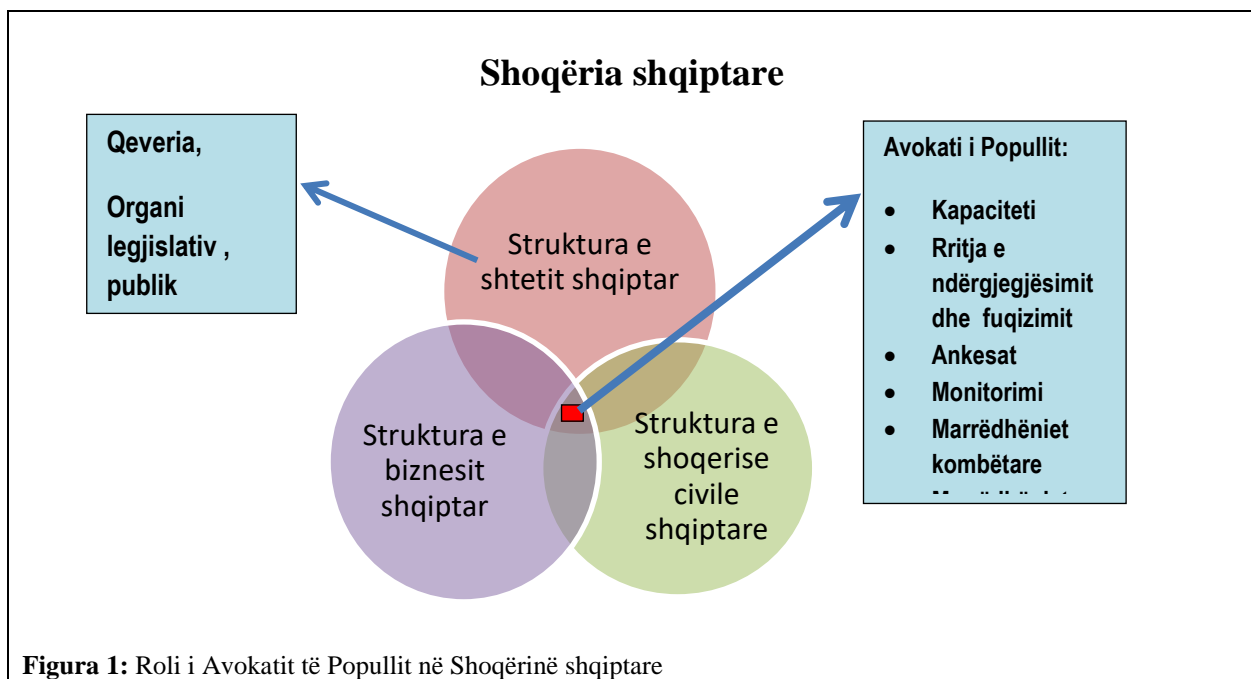 Shoqëria shqiptare
Qeveria,
Organi
legjislativ ,
publik
Struktura e
shtetit shqiptar
Struktura e
biznesit
shqiptar
Struktura e
shoqerise
civile
shqiptare
Avokati i Popullit:
• Kapaciteti
• Rritja e
ndërgjegjësimit
dhe fuqizimit
• Ankesat
• Monitorimi
• Marrëdhëniet
kombëtare
Figura 1: Roli i Avokatit të Popullit në Shoqërinë shqiptare